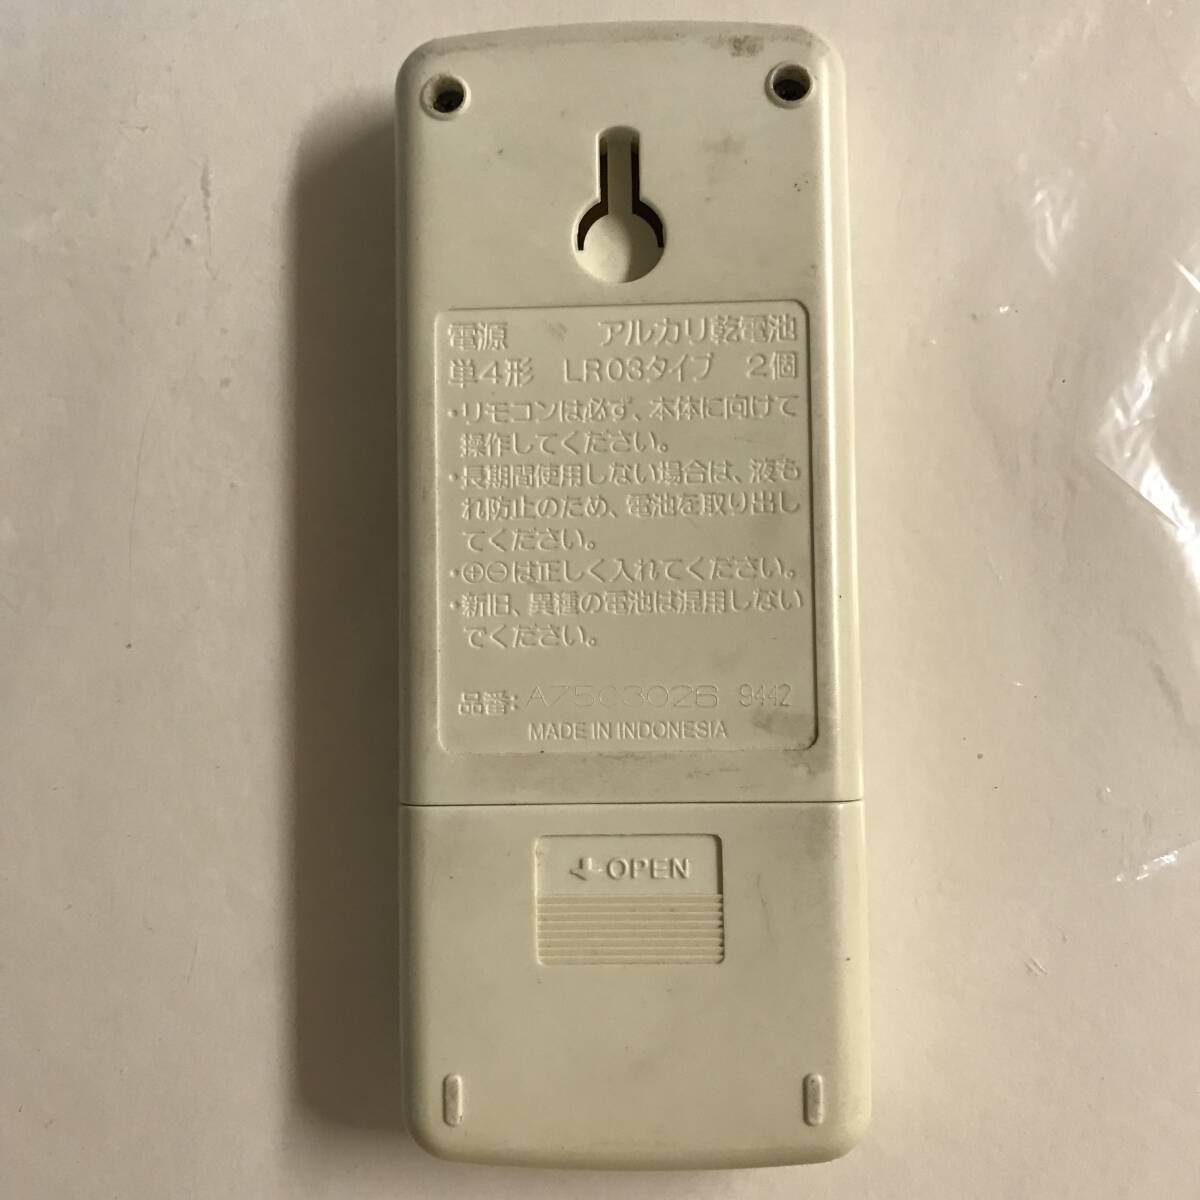 電源 アルカリ乾電池
単4形 LR03タイプ 2個
・リモコンは必ず、本体に向けて
操作してください。
・長期間使用しない場合は、液も
れ防止のため、電池を取り出し
てください。
・⊕⊖は正しく入れてください。
・新旧、異種の電池は混用しない
でください。
品番: A75C3026 9442
MADE IN INDONESIA
OPEN